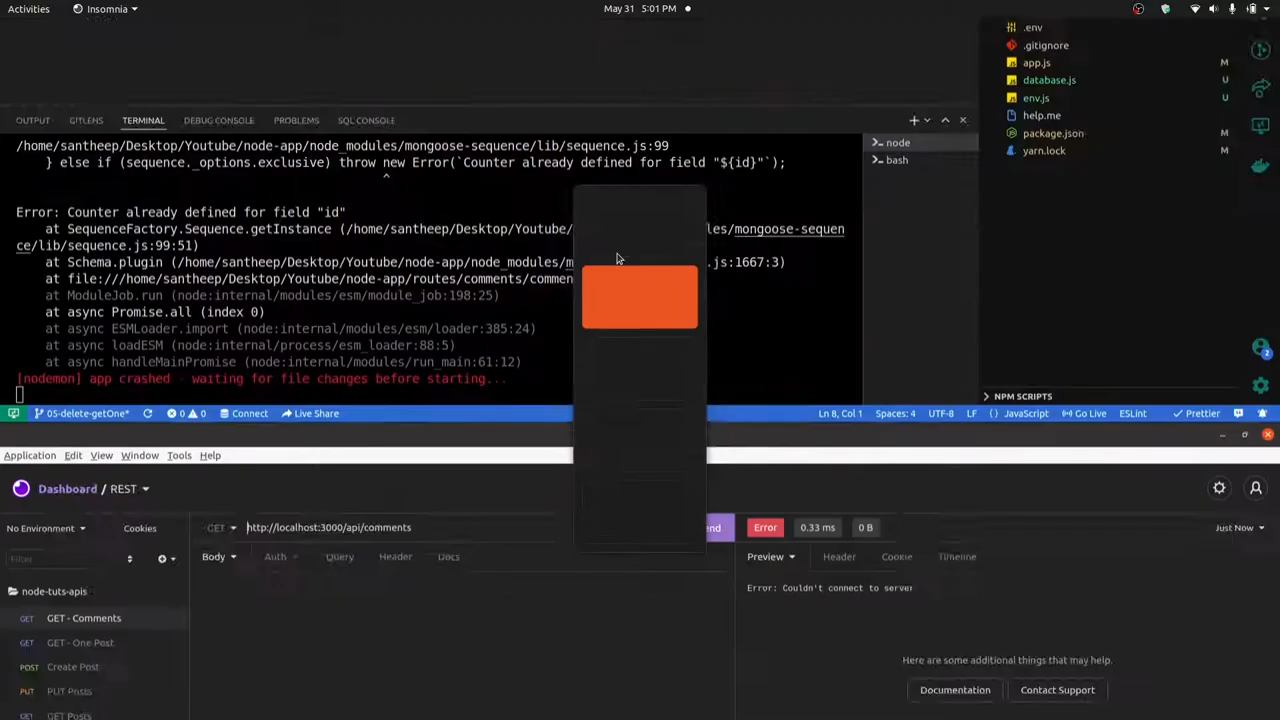 Activities
Insomnia
May 31 5:01 PM
.env
.gitignore
app.js M
database.js U
env.js U
help.me
package.json M
yarn.lock M
OUTPUT GITLENS TERMINAL DEBUG CONSOLE PROBLEMS SQL CONSOLE
node
bash
/home/santheep/Desktop/Youtube/node-app/node_modules/mongoose-sequence/lib/sequence.js:99
} else if (sequence._options.exclusive) throw new Error(`Counter already defined for field "${id}"`);
^
Error: Counter already defined for field "id"
at SequenceFactory.Sequence.getInstance (/home/santheep/Desktop/Youtube/ les/mongoose-sequen
ce/lib/sequence.js:99:51)
at Schema.plugin (/home/santheep/Desktop/Youtube/node-app/node_modules/m .js:1667:3)
at file:///home/santheep/Desktop/Youtube/node-app/routes/comments/commen
at ModuleJob.run (node:internal/modules/esm/module_job:198:25)
at async Promise.all (index 0)
at async ESMLoader.import (node:internal/modules/esm/loader:385:24)
at async loadESM (node:internal/process/esm_loader:88:5)
at async handleMainPromise (node:internal/modules/run_main:61:12)
[nodemon] app crashed - waiting for file changes before starting...
NPM SCRIPTS
2
05-delete-getOne* 0 0 Connect Live Share Ln 8, Col 1 Spaces: 4 UTF-8 LF {} JavaScript Go Live ESLint Prettier
Application Edit View Window Tools Help
Dashboard / REST
No Environment Cookies
GET http://localhost:3000/api/comments nd
Error 0.33 ms 0 B Just Now
Filter
Body Auth Query Header Docs
Preview Header Cookie Timeline
node-tuts-apis
Error: Couldn't connect to server
GET GET - Comments
GET GET - One Post
POST Create Post
PUT PUT Posts
GET GET Posts
Here are some additional things that may help.
Documentation Contact Support